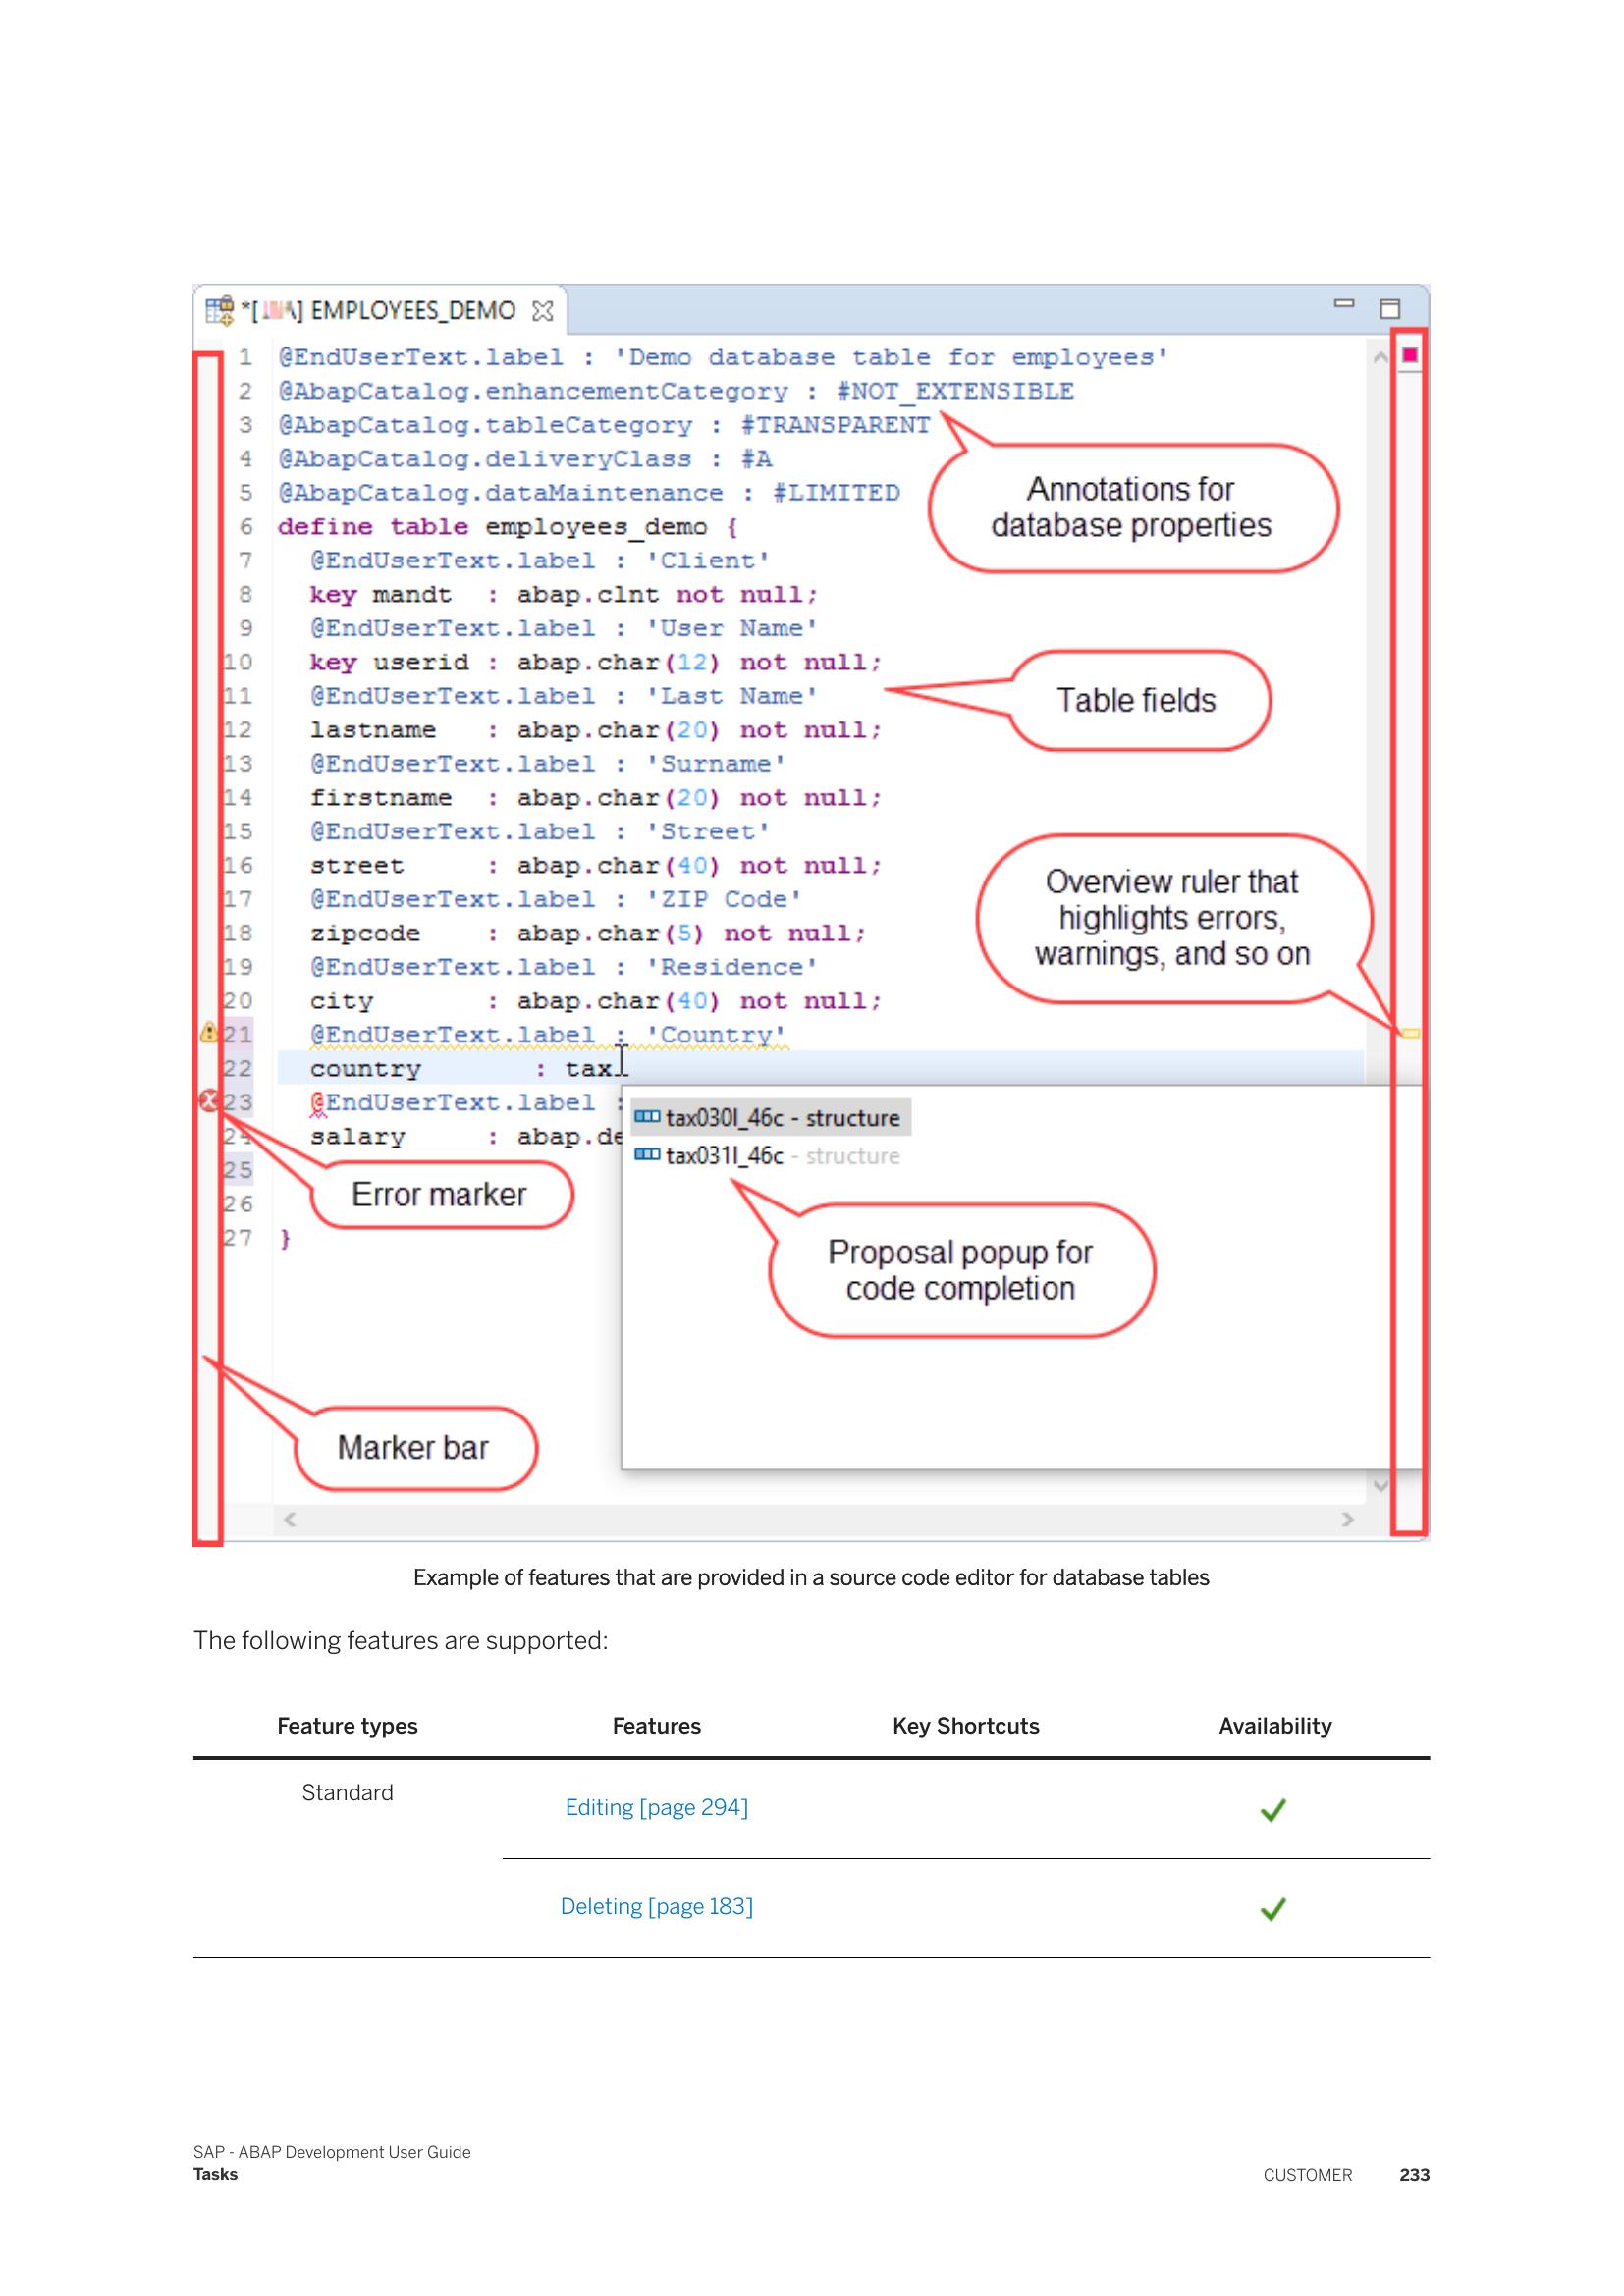 *[ ] EMPLOYEES_DEMO
1 @EndUserText.label : 'Demo database table for employees'
2 @AbapCatalog.enhancementCategory : #NOT_EXTENSIBLE
3 @AbapCatalog.tableCategory : #TRANSPARENT
4 @AbapCatalog.deliveryClass : #A
5 @AbapCatalog.dataMaintenance : #LIMITED
Annotations for
database properties
6 define table employees_demo {
7 @EndUserText.label : 'Client'
8 key mandt : abap.clnt not null;
9 @EndUserText.label : 'User Name'
10 key userid : abap.char(12) not null;
11 @EndUserText.label : 'Last Name'
Table fields
12 lastname : abap.char(20) not null;
13 @EndUserText.label : 'Surname'
14 firstname : abap.char(20) not null;
15 @EndUserText.label : 'Street'
16 street : abap.char(40) not null;
17 @EndUserText.label : 'ZIP Code'
18 zipcode : abap.char(5) not null;
19 @EndUserText.label : 'Residence'
20 city : abap.char(40) not null;
Overview ruler that
highlights errors,
warnings, and so on
21 @EndUserText.label : 'Country'
22 country : tax
23 @EndUserText.label :
24 salary : abap.de
25
26
27 }
tax030l_46c - structure
tax031l_46c - structure
Error marker
Proposal popup for
code completion
Marker bar
Example of features that are provided in a source code editor for database tables
The following features are supported:
Feature types Features Key Shortcuts Availability
Standard
Editing [page 294]
Deleting [page 183]
SAP - ABAP Development User Guide
Tasks
CUSTOMER 233